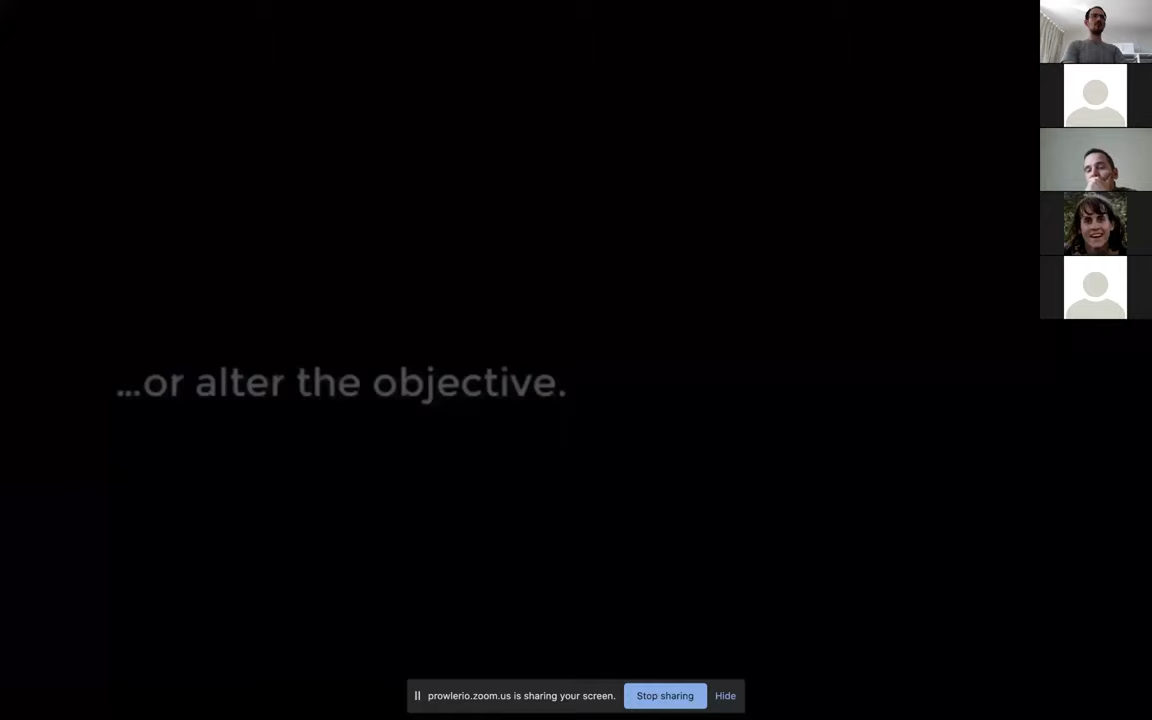 ...or alter the objective.
prowlerio.zoom.us is sharing your screen. Stop sharing Hide